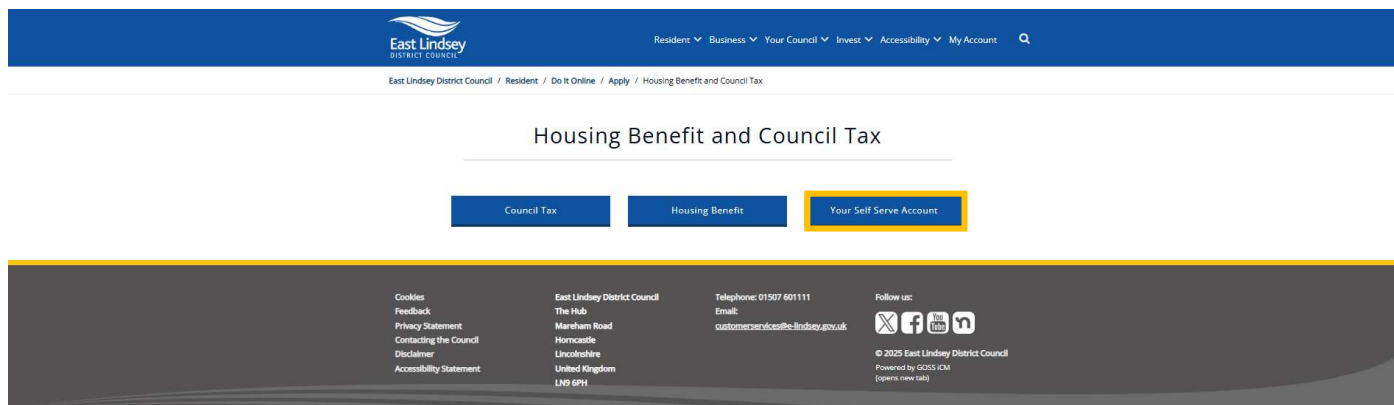 East Lindsey
DISTRICT COUNCIL
Resident Business Your Council Invest Accessibility My Account
East Lindsey District Council / Resident / Do It Online / Apply / Housing Benefit and Council Tax
Housing Benefit and Council Tax
Council Tax
Housing Benefit
Your Self Serve Account
Cookies
Feedback
Privacy Statement
Contacting the Council
Disclaimer
Accessibility Statement
East Lindsey District Council
The Hub
Mareham Road
Horncastle
Lincolnshire
United Kingdom
LN9 6PH
Telephone: 01507 601111
Email:
customerservices@e-lindsey.gov.uk
Follow us:
You
Tube
© 2025 East Lindsey District Council
Powered by GOSS iCM
(opens new tab)